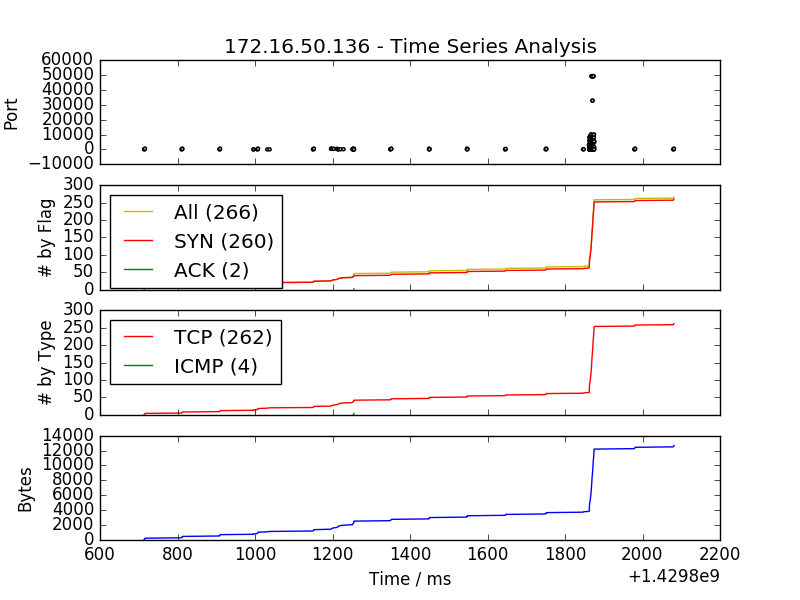 172.16.50.136 - Time Series Analysis
60000
50000
40000
30000
20000
10000
0
−10000
Port
300
250
200
150
100
50
0
# by Flag
All (266)
SYN (260)
ACK (2)
300
250
200
150
100
50
0
# by Type
TCP (262)
ICMP (4)
14000
12000
10000
8000
6000
4000
2000
0
Bytes
600 800 1000 1200 1400 1600 1800 2000 2200
Time / ms
+1.4298e9